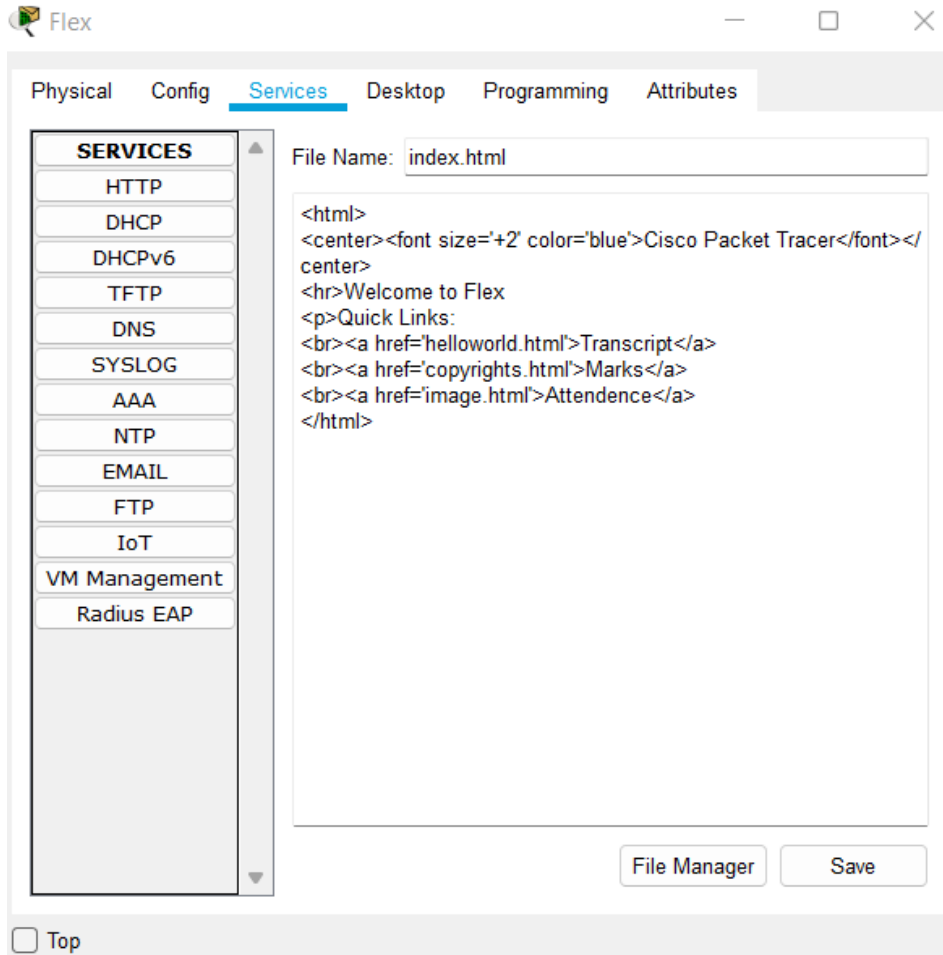 Flex
Physical Config Services Desktop Programming Attributes
SERVICES
HTTP
DHCP
DHCPv6
TFTP
DNS
SYSLOG
AAA
NTP
EMAIL
FTP
IoT
VM Management
Radius EAP
File Name: index.html
<html>
<center><font size='+2' color='blue'>Cisco Packet Tracer</font></
center>
<hr>Welcome to Flex
<p>Quick Links:
<br><a href='helloworld.html'>Transcript</a>
<br><a href='copyrights.html'>Marks</a>
<br><a href='image.html'>Attendence</a>
</html>
File Manager Save
Top